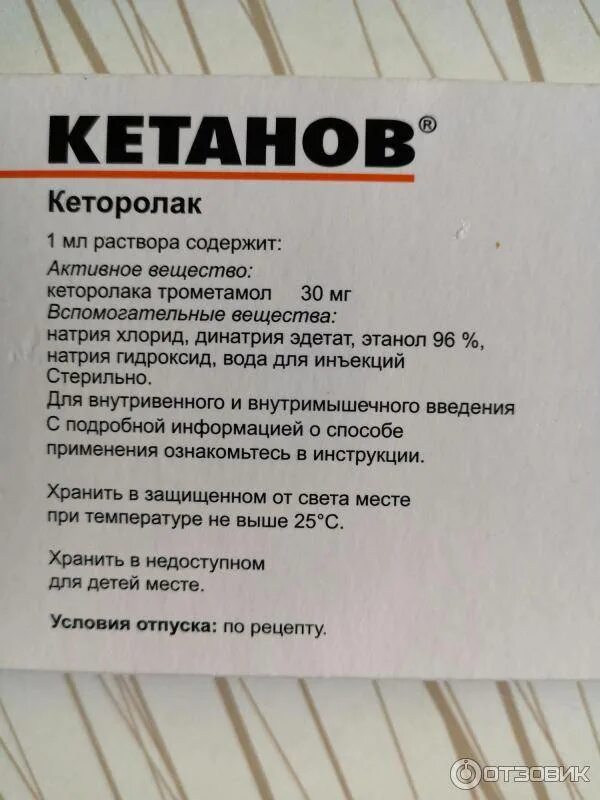 КЕТАНОВ®
Кеторолак
1 мл раствора содержит:
Активное вещество:
кеторолака трометамол 30 мг
Вспомогательные вещества:
натрия хлорид, динатрия эдетат, этанол 96 %,
натрия гидроксид, вода для инъекций
Стерильно.
Для внутривенного и внутримышечного введения
С подробной информацией о способе
применения ознакомьтесь в инструкции.
Хранить в защищенном от света месте
при температуре не выше 25°C.
Хранить в недоступном
для детей месте.
Условия отпуска: по рецепту.
ОТЗОВИК